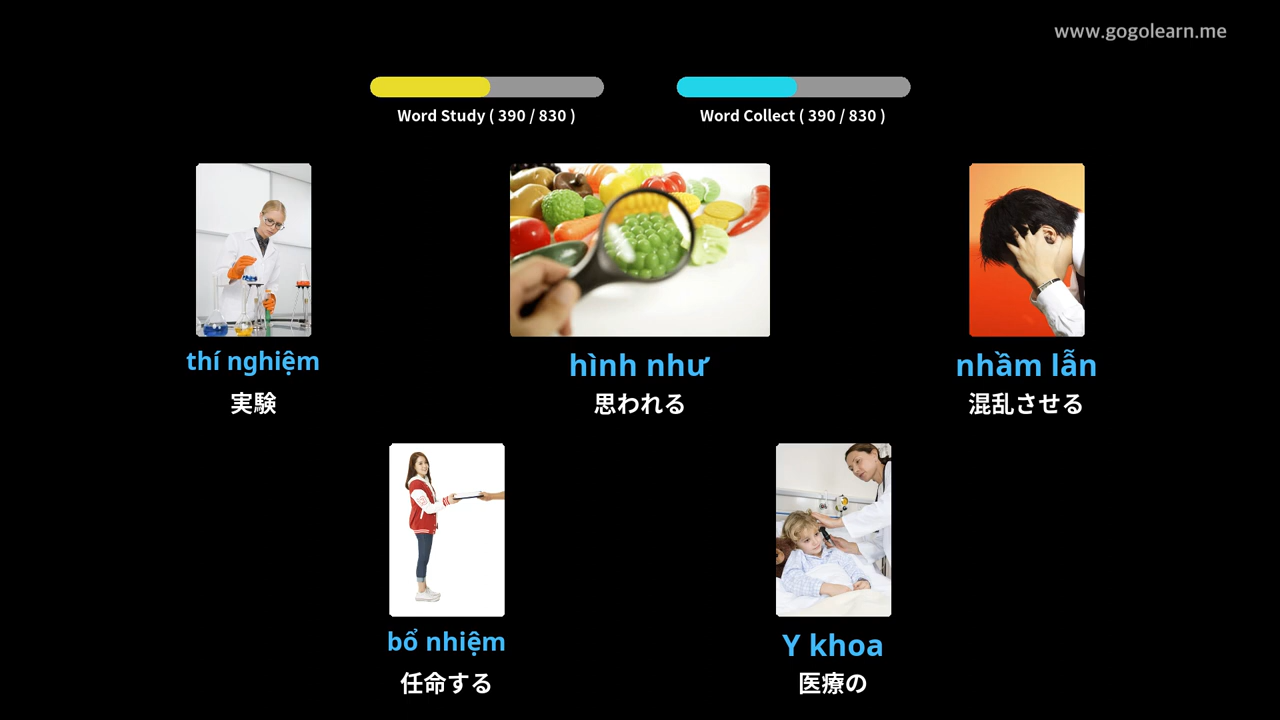 www.gogolearn.me
Word Study ( 390 / 830 )
Word Collect ( 390 / 830 )
thí nghiệm
実験
hình như
思われる
nhầm lẫn
混乱させる
bổ nhiệm
任命する
Y khoa
医療の